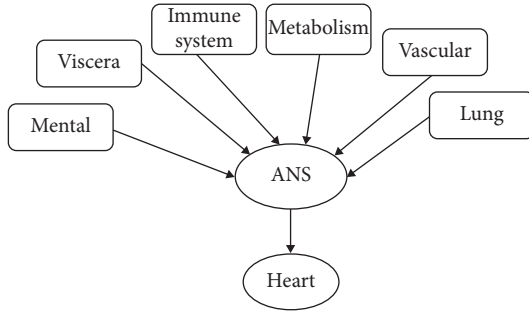 Immune
system
Metabolism
Viscera
Vascular
Mental
Lung
ANS
Heart